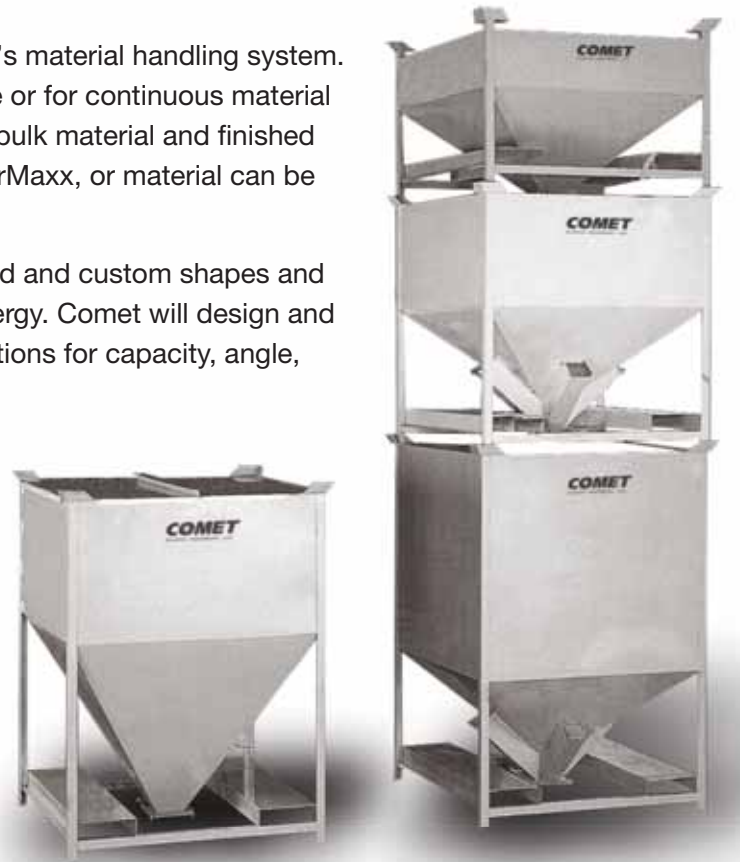 's material handling system.
e or for continuous material
bulk material and finished
rMaxx, or material can be
d and custom shapes and
ergy. Comet will design and
tions for capacity, angle,
COMET
COMET
COMET
COMET